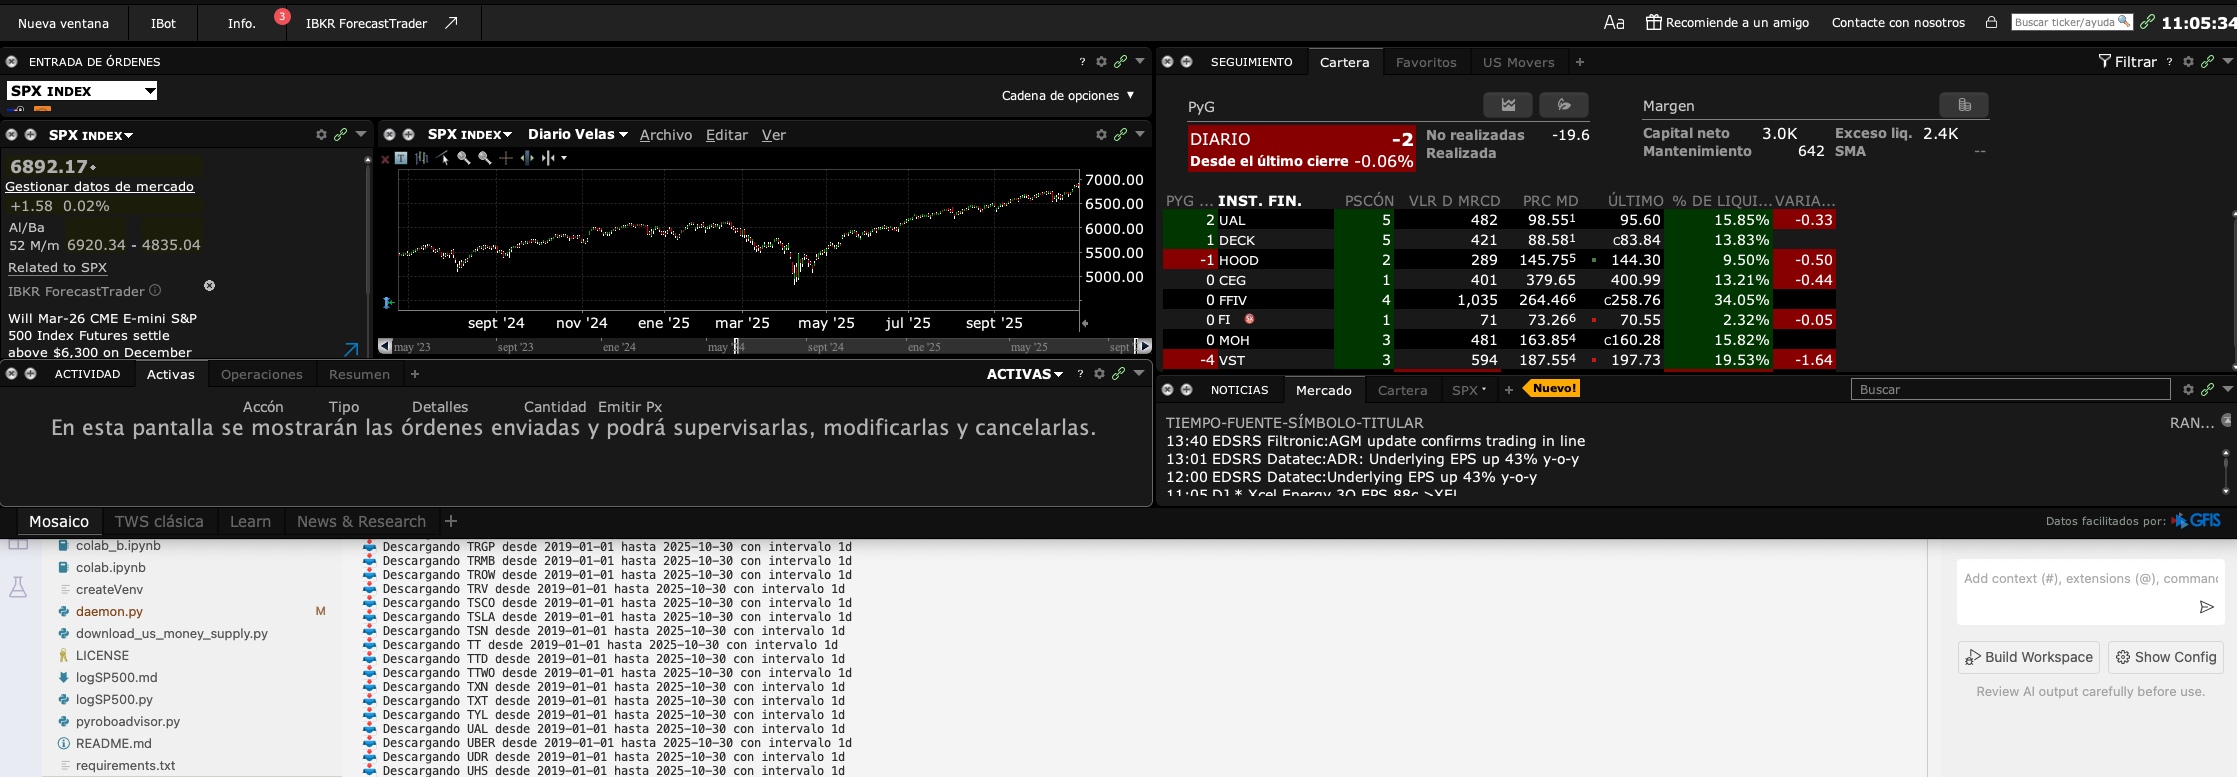 Nueva ventana IBot Info. 3 IBKR ForecastTrader Aa Recomiende a un amigo Contacte con nosotros Buscar ticker/ayuda 11:05:34
ENTRADA DE ÓRDENES ?
SPX INDEX
Cadena de opciones
SPX INDEX
6892.17
Gestionar datos de mercado
+1.58 0.02%
Al/Ba
52 M/m 6920.34 - 4835.04
Related to SPX
IBKR ForecastTrader
Will Mar-26 CME E-mini S&P
500 Index Futures settle
above $6,300 on December
SPX INDEX Diario Velas Archivo Editar Ver
7000.00
6500.00
6000.00
5500.00
5000.00
sept '24 nov '24 ene '25 mar '25 may '25 jul '25 sept '25
may '23 sept '23 ene '24 sept '24 ene '25 may '25 sept
ACTIVIDAD Activas Operaciones Resumen + ACTIVAS ?
Accón Tipo Detalles Cantidad Emitir Px
En esta pantalla se mostrarán las órdenes enviadas y podrá supervisarlas, modificarlas y cancelarlas.
SEGUIMIENTO Cartera Favoritos US Movers + Filtrar ?
PyG
DIARIO -2
Desde el último cierre -0.06%
No realizadas -19.6
Realizada
Margen
Capital neto 3.0K Exceso liq. 2.4K
Mantenimiento 642 SMA --
PYG ... INST. FIN. PSCÓN VLR D MRCD PRC MD ÚLTIMO % DE LIQUI... VARIA...
2 UAL 5 482 98.55¹ 95.60 15.85% -0.33
1 DECK 5 421 88.58¹ c83.84 13.83%
-1 HOOD 2 289 145.75⁵ 144.30 9.50% -0.50
0 CEG 1 401 379.65 400.99 13.21% -0.44
0 FFIV 4 1,035 264.46⁶ c258.76 34.05%
0 FI 1 71 73.26⁶ 70.55 2.32% -0.05
0 MOH 3 481 163.85⁴ c160.28 15.82%
-4 VST 3 594 187.55⁴ 197.73 19.53% -1.64
NOTICIAS Mercado Cartera SPX + Nuevo! Buscar
TIEMPO-FUENTE-SÍMBOLO-TITULAR RAN...
13:40 EDSRS Filtronic:AGM update confirms trading in line
13:01 EDSRS Datatec:ADR: Underlying EPS up 43% y-o-y
12:00 EDSRS Datatec:Underlying EPS up 43% y-o-y
11:05 DJ * Xcel Energy 3Q EPS 88c >XEL
Mosaico TWS clásica Learn News & Research + Datos facilitados por: GFIS
colab_b.ipynb
colab.ipynb
createVenv
daemon.py M
download_us_money_supply.py
LICENSE
logSP500.md
logSP500.py
pyroboadvisor.py
README.md
requirements.txt
Descargando TRGP desde 2019-01-01 hasta 2025-10-30 con intervalo 1d
Descargando TRMB desde 2019-01-01 hasta 2025-10-30 con intervalo 1d
Descargando TROW desde 2019-01-01 hasta 2025-10-30 con intervalo 1d
Descargando TRV desde 2019-01-01 hasta 2025-10-30 con intervalo 1d
Descargando TSCO desde 2019-01-01 hasta 2025-10-30 con intervalo 1d
Descargando TSLA desde 2019-01-01 hasta 2025-10-30 con intervalo 1d
Descargando TSN desde 2019-01-01 hasta 2025-10-30 con intervalo 1d
Descargando TT desde 2019-01-01 hasta 2025-10-30 con intervalo 1d
Descargando TTD desde 2019-01-01 hasta 2025-10-30 con intervalo 1d
Descargando TTWO desde 2019-01-01 hasta 2025-10-30 con intervalo 1d
Descargando TXN desde 2019-01-01 hasta 2025-10-30 con intervalo 1d
Descargando TXT desde 2019-01-01 hasta 2025-10-30 con intervalo 1d
Descargando TYL desde 2019-01-01 hasta 2025-10-30 con intervalo 1d
Descargando UAL desde 2019-01-01 hasta 2025-10-30 con intervalo 1d
Descargando UBER desde 2019-01-01 hasta 2025-10-30 con intervalo 1d
Descargando UDR desde 2019-01-01 hasta 2025-10-30 con intervalo 1d
Descargando UHS desde 2019-01-01 hasta 2025-10-30 con intervalo 1d
Add context (#), extensions (@), comman
Build Workspace Show Config
Review AI output carefully before use.